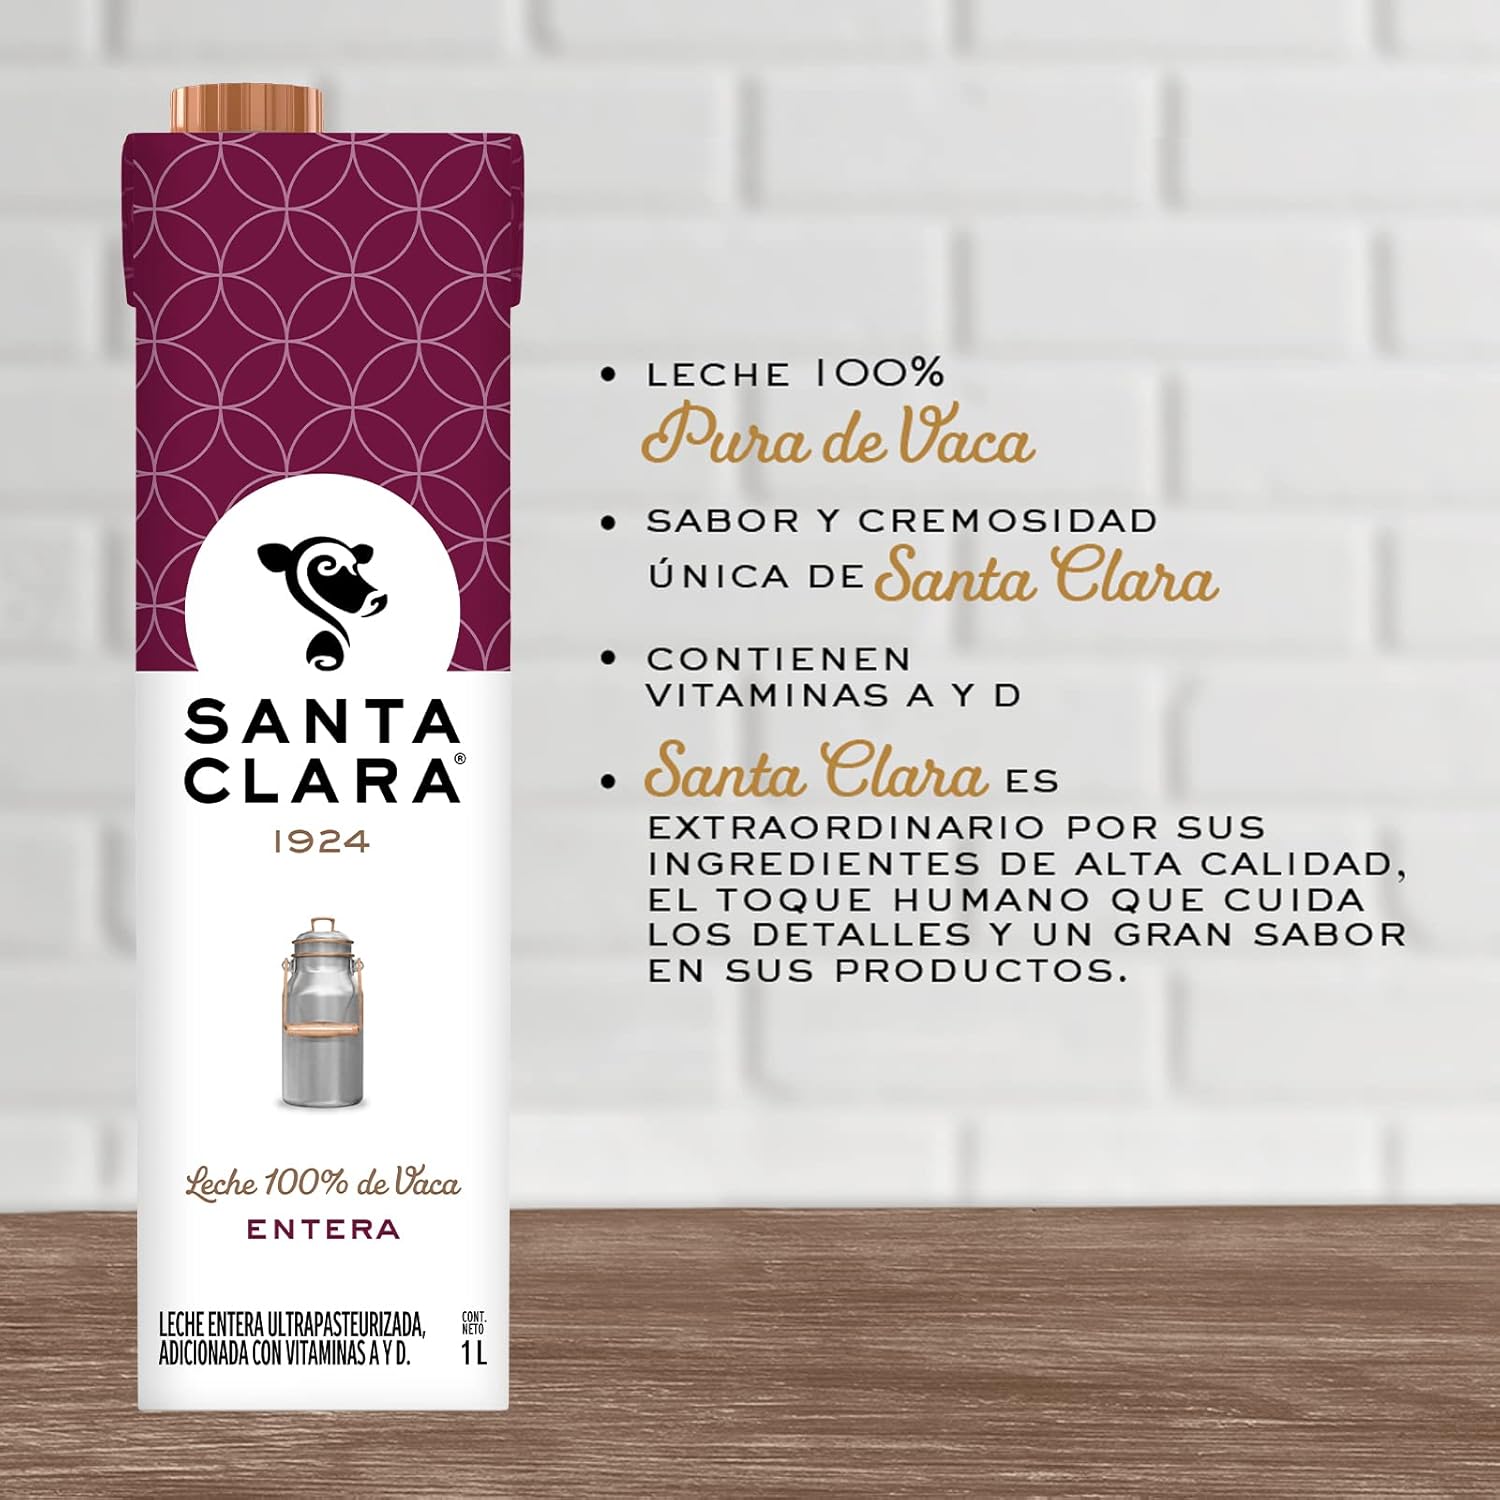 SANTA
CLARA®
1924
Leche 100% de Vaca
ENTERA
LECHE ENTERA ULTRAPASTEURIZADA,
ADICIONADA CON VITAMINAS A Y D.
CONT.
NETO
1 L
• LECHE 100%
Pura de Vaca
• SABOR Y CREMOSIDAD
ÚNICA DE Santa Clara
• CONTIENEN
VITAMINAS A Y D
• Santa Clara ES
EXTRAORDINARIO POR SUS
INGREDIENTES DE ALTA CALIDAD,
EL TOQUE HUMANO QUE CUIDA
LOS DETALLES Y UN GRAN SABOR
EN SUS PRODUCTOS.